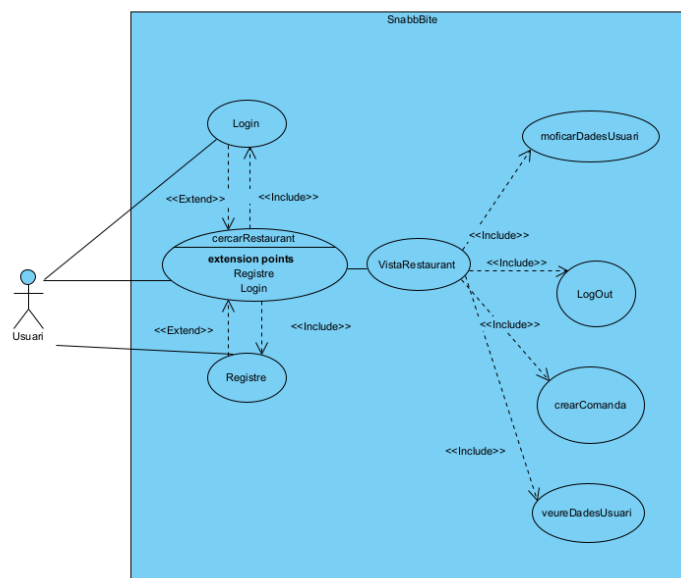 SnabbBite
Login
moficarDadesUsuari
<<Extend>>
<<Include>>
cercarRestaurant
extension points
Registre
Login
<<Include>>
VistaRestaurant
<<Include>>
LogOut
Usuari
<<Extend>>
<<Include>>
<<Include>>
Registre
crearComanda
<<Include>>
veureDadesUsuari